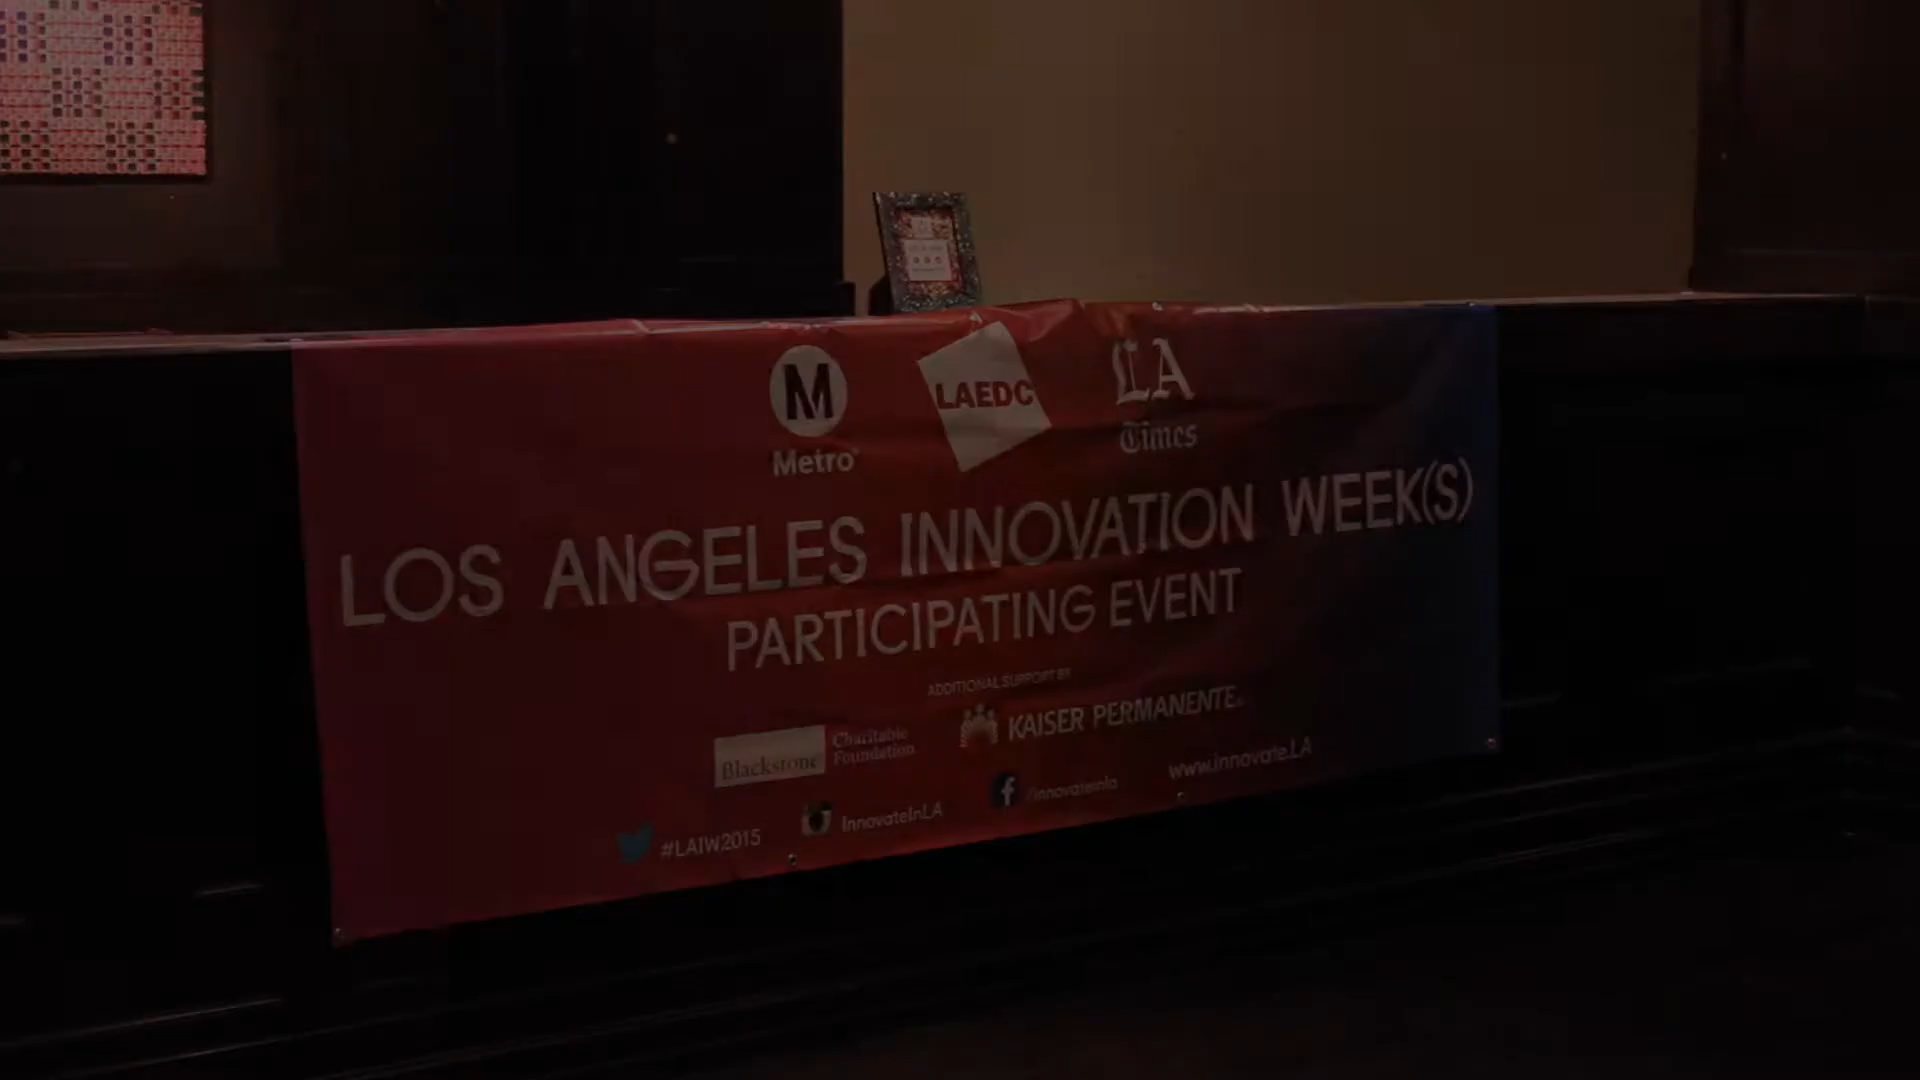 M
Metro
LAEDC
LA
Times
LOS ANGELES INNOVATION WEEK(S)
PARTICIPATING EVENT
ADDITIONAL SUPPORT BY
Blackstone
Charitable
Foundation
KAISER PERMANENTE®
#LAIW2015
InnovateInLA
f /innovateinla
www.innovate.LA